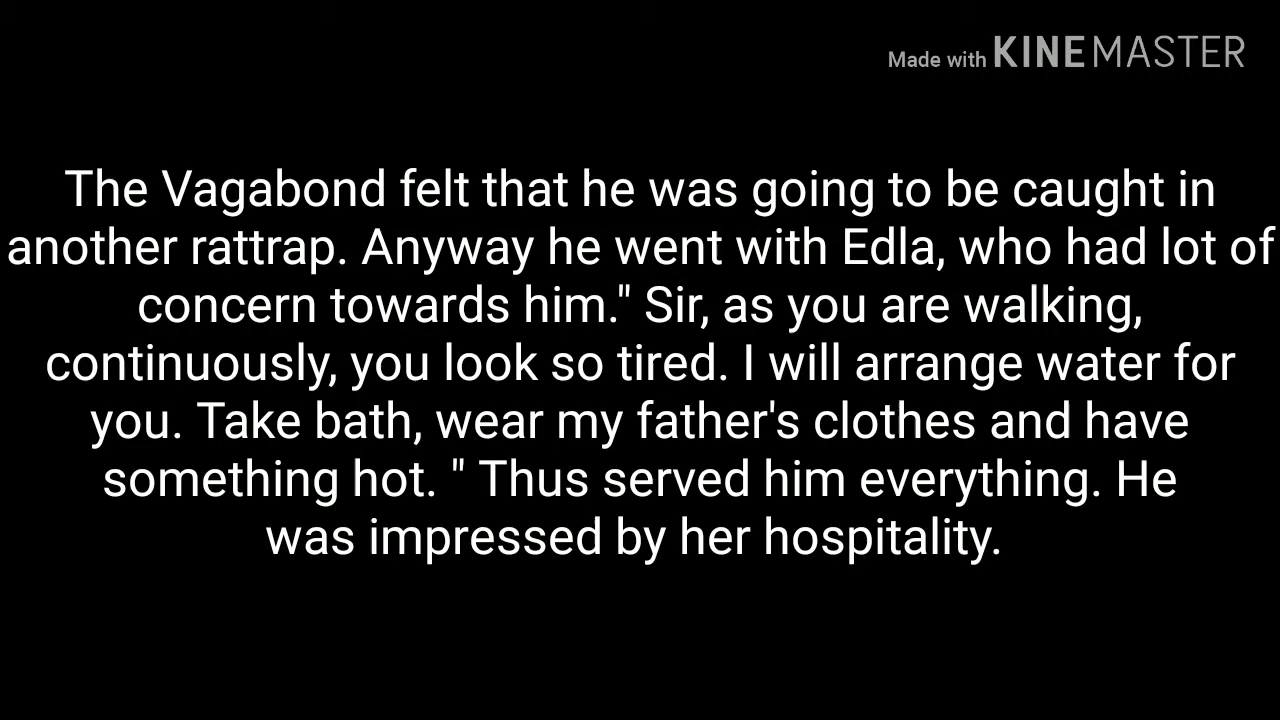 Made with KINEMASTER
The Vagabond felt that he was going to be caught in
another rattrap. Anyway he went with Edla, who had lot of
concern towards him." Sir, as you are walking,
continuously, you look so tired. I will arrange water for
you. Take bath, wear my father's clothes and have
something hot. " Thus served him everything. He
was impressed by her hospitality.